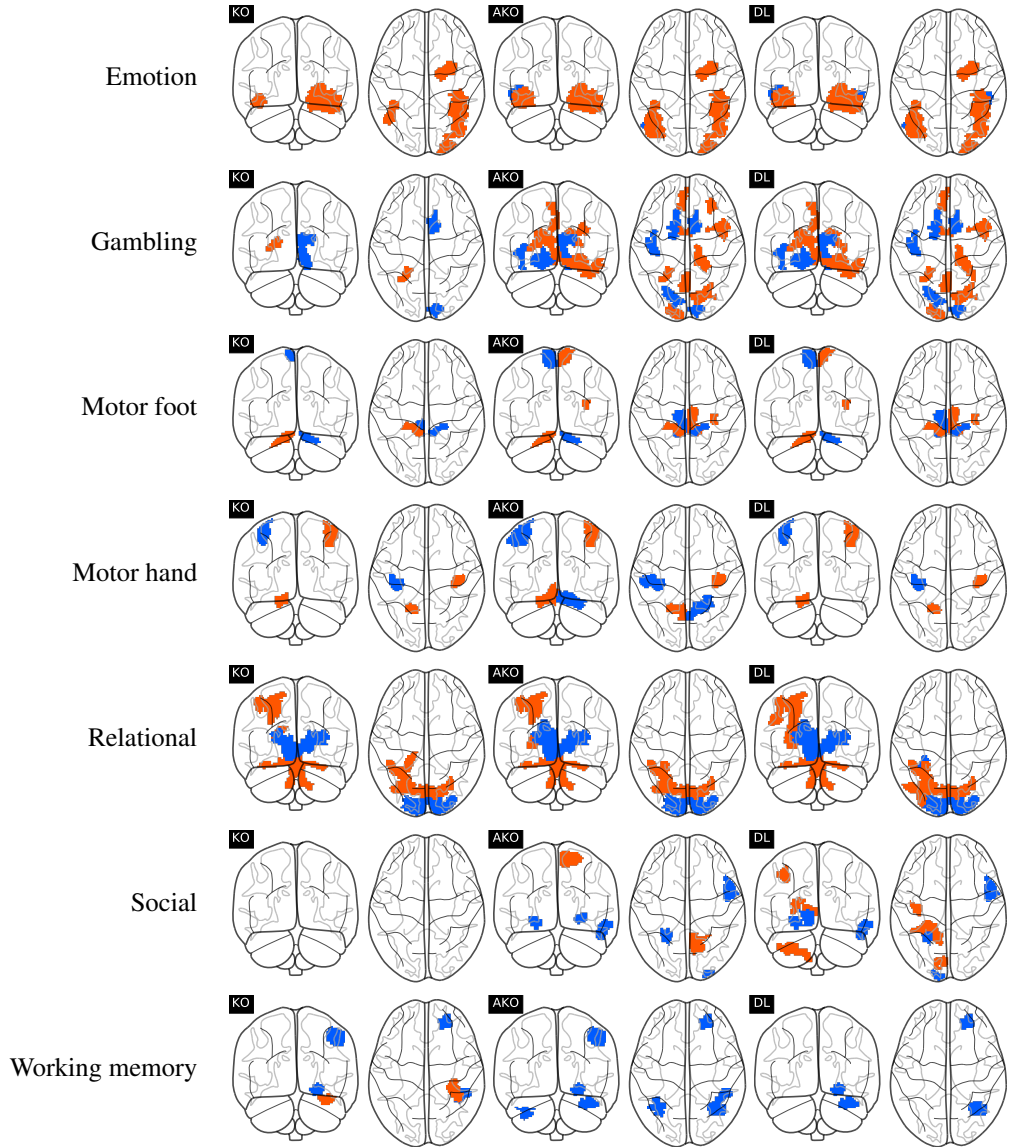 KO AKO DL
Emotion
KO AKO DL
Gambling
KO AKO DL
Motor foot
KO AKO DL
Motor hand
KO AKO DL
Relational
KO AKO DL
Social
KO AKO DL
Working memory